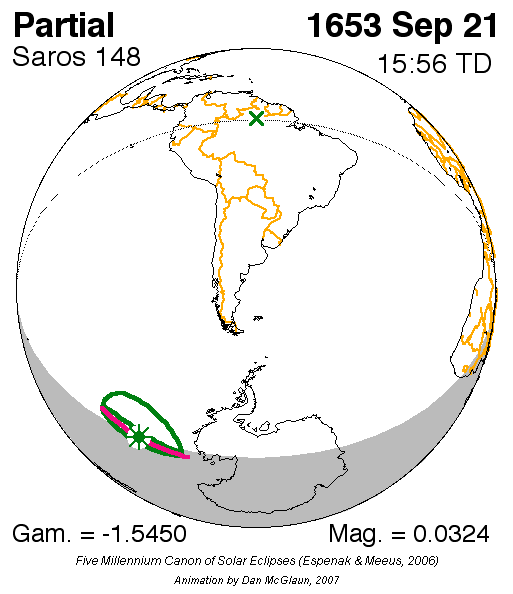 Partial
1653 Sep 21
Saros 148
15:56 TD
Gam. = -1.5450
Mag. = 0.0324
Five Millennium Canon of Solar Eclipses (Espenak & Meeus, 2006)
Animation by Dan McGlaun, 2007